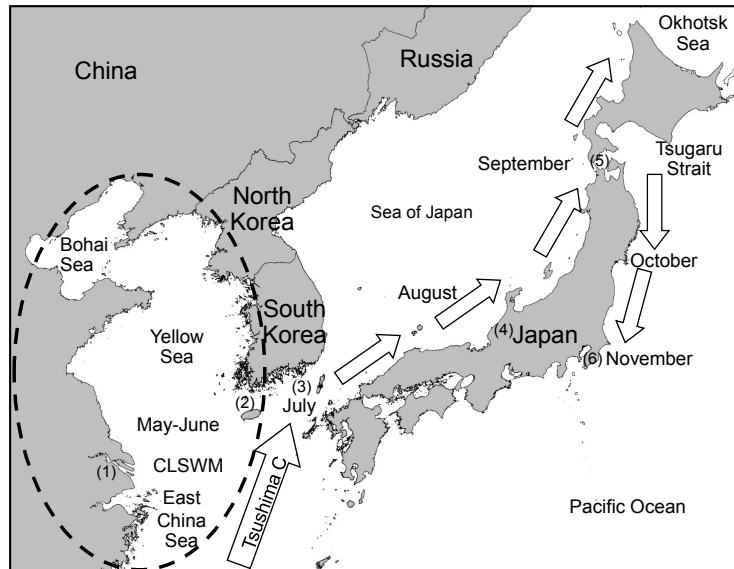 Okhotsk
Sea
China
Russia
September
(5)
Tsugaru
Strait
North
Korea
Sea of Japan
Bohai
Sea
October
August
South
Korea
Yellow
Sea
(4)
Japan
(6)
November
(3)
July
(2)
May-June
(1)
CLSWM
Tsushima C
East
China
Sea
Pacific Ocean